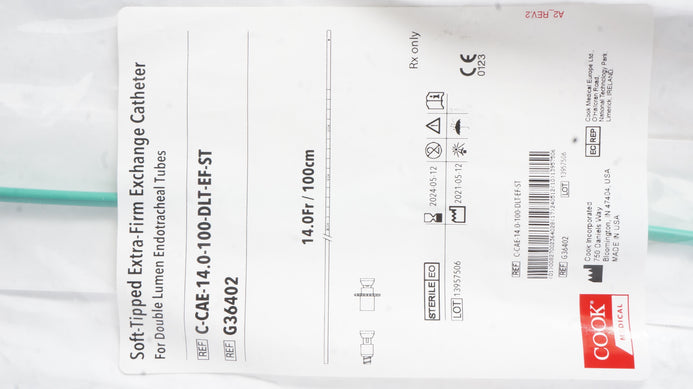 Soft-Tipped Extra-Firm Exchange Catheter
For Double Lumen Endotracheal Tubes
REF C-CAE-14.0-100-DLT-EF-ST
REF G36402
14.0Fr / 100cm
Rx only
CE
0123
A2_REV.2
STERILE EO
2024-05-12
LOT 13957506
2021-05-12
REF C-CAE-14.0-100-DLT-EF-ST
REF G36402
LOT 13957506
EC REP
Cook Medical Europe Ltd.,
O'Halloran Road,
National Technology Park,
Limerick, IRELAND.
Cook Incorporated
750 Daniels Way
Bloomington, IN 47404, USA
MADE IN USA
COOK®
MEDICAL